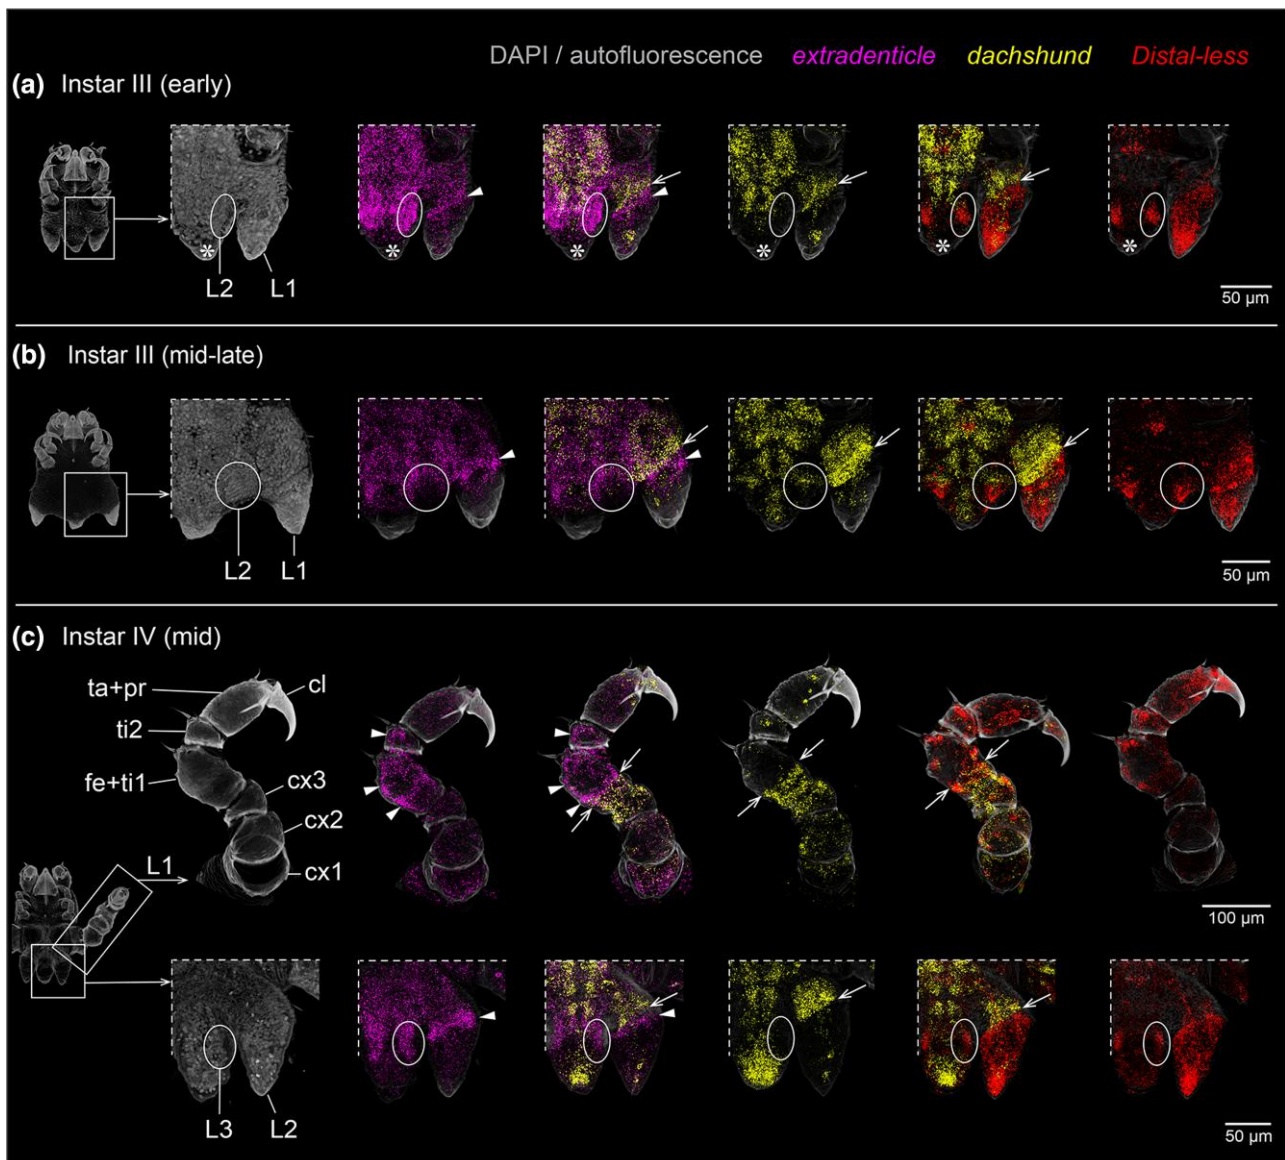 DAPI / autofluorescence extradenticle dachshund Distal-less
(a) Instar III (early)
* * * * * *
L2 L1
50 µm
(b) Instar III (mid-late)
L2 L1
50 µm
(c) Instar IV (mid)
ta+pr cl
ti2
fe+ti1 cx3
cx2
L1 cx1
100 µm
L3 L2
50 µm